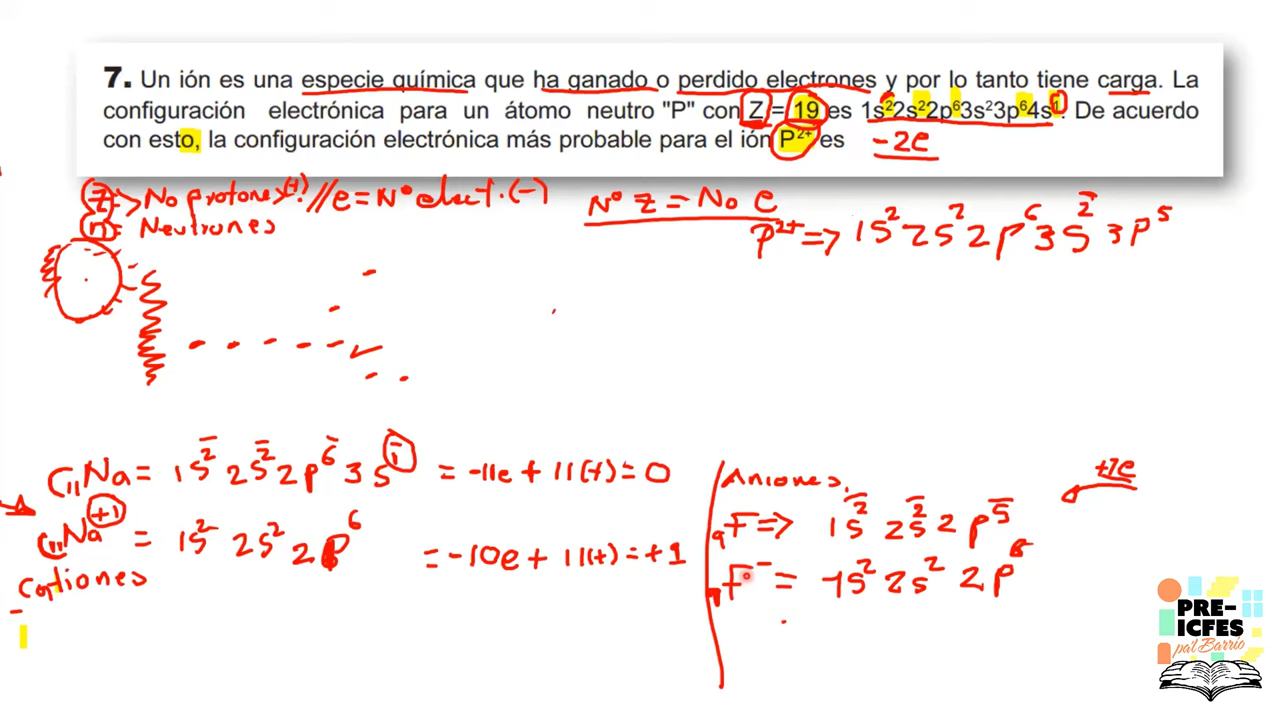 7. Un ión es una especie química que ha ganado o perdido electrones y por lo tanto tiene carga. La
configuración electrónica para un átomo neutro "P" con Z = 19 es 1s²2s²2p⁶3s²3p⁶4s¹. De acuerdo
con esto, la configuración electrónica más probable para el ión P²⁺ es
-2e
(Z)=> No protones(+) // e = Nº elect. (-)
n = Neutrones
Nº Z = No e
P²⁺ => 1S² 2S² 2p⁶ 3S² 3p⁵
₁₁Na = 1S² 2S² 2p⁶ 3S¹ = -11e + 11(+) = 0
₁₁Na⁺¹ = 1S² 2S² 2p⁶ = -10e + 11(+) = +1
Cationes
Aniones.
+1e
₉F => 1S² 2S² 2p⁵
₉F⁻ = 1S² 2S² 2p⁶
PRE-
ICFES
pa'l Barrio